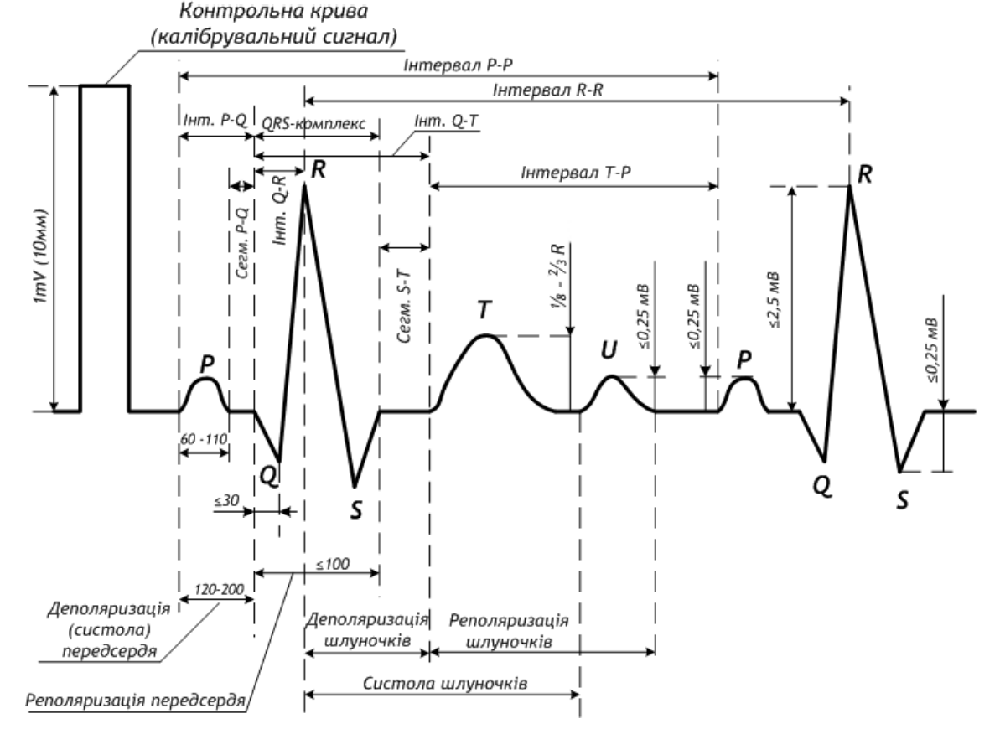 Контрольна крива
(калібрувальний сигнал)
Інтервал P-P
Інтервал R-R
Інт. P-Q
QRS-комплекс
Інт. Q-T
Інтервал T-P
R
R
1mV (10мм)
Сегм. P-Q
Інт. Q-R
Сегм. S-T
⅛ - ⅔ R
≤0,25 мВ
≤0,25 мВ
≤2,5 мВ
≤0,25 мВ
P
T
U
P
60 -110
Q
S
Q
S
≤30
≤100
120-200
Деполяризація
(систола)
передсердя
Деполяризація
шлуночків
Реполяризація
шлуночків
Систола шлуночків
Реполяризація передсердя